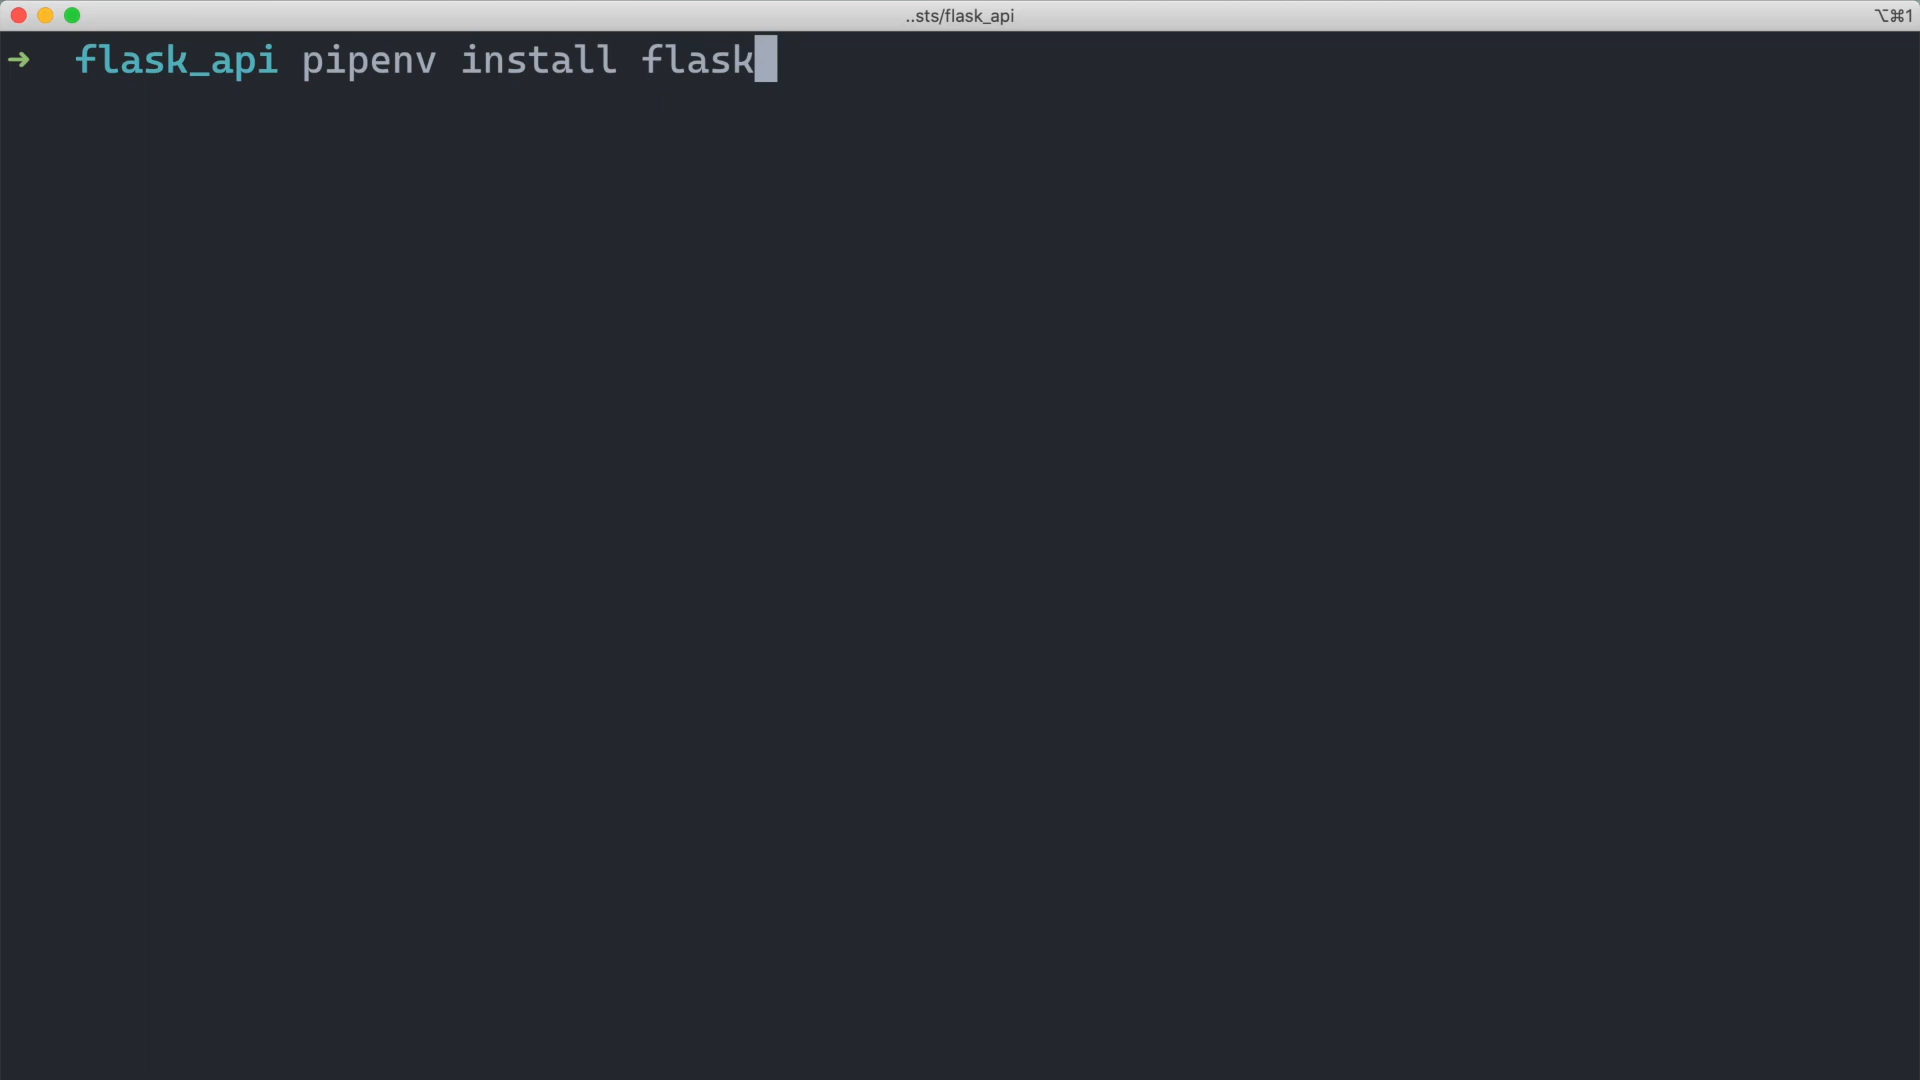 ..sts/flask_api
⌥⌘1
➜ flask_api pipenv install flask